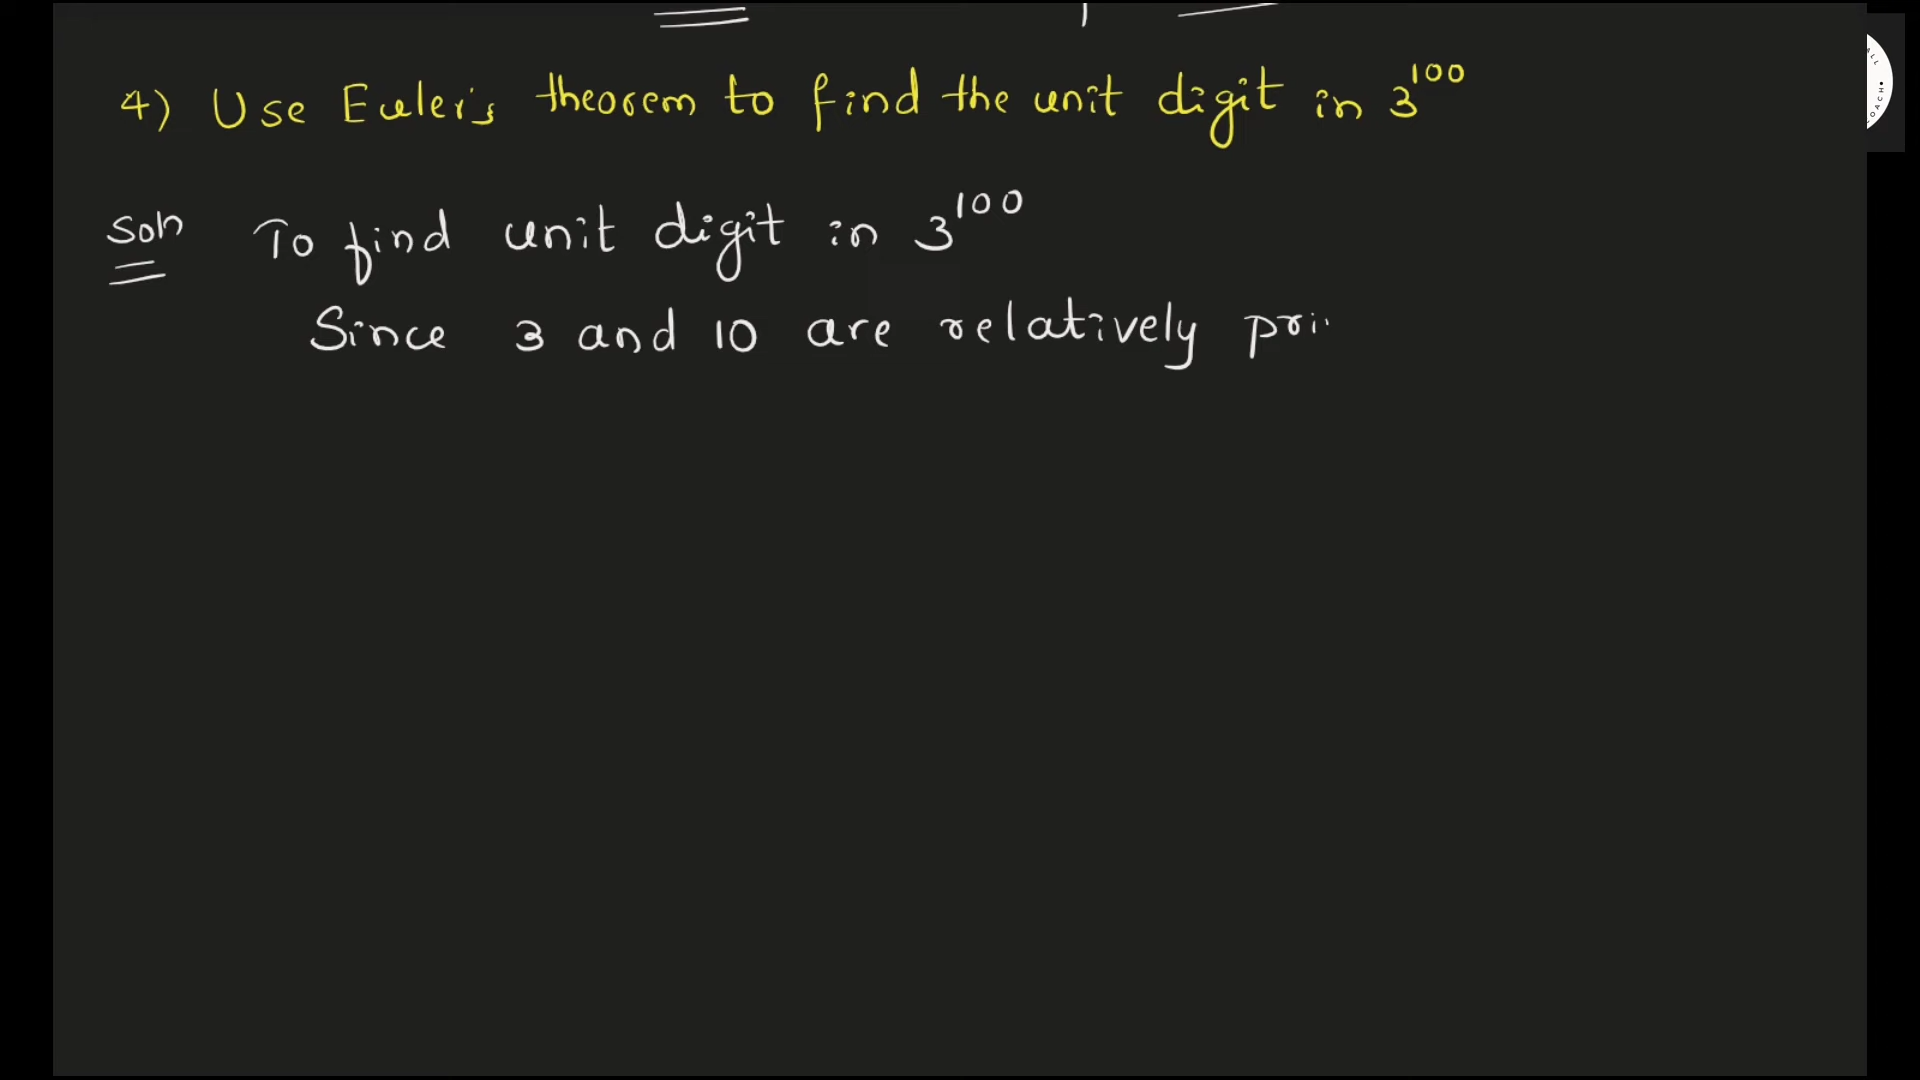 4) Use Euler's theorem to find the unit digit in 3^100
Soln To find unit digit in 3^100
Since 3 and 10 are relatively pri